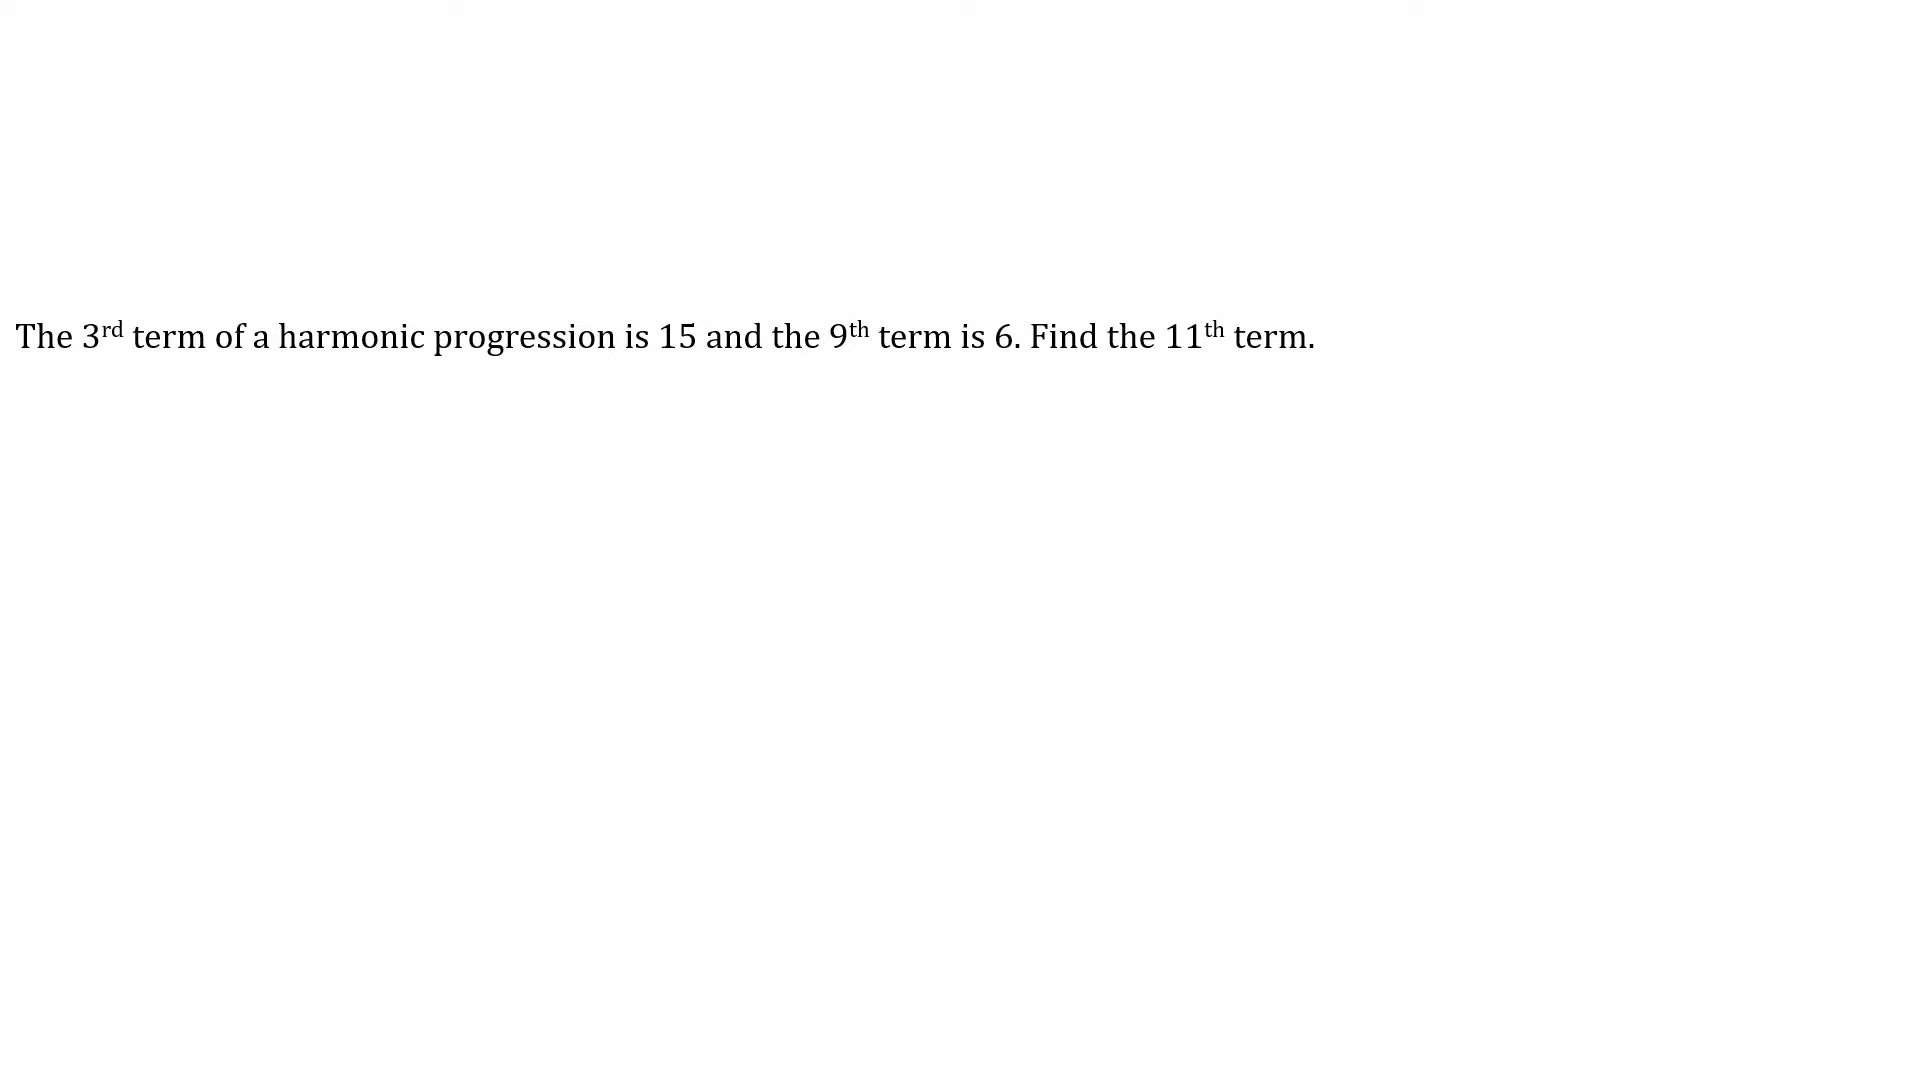 The 3rd term of a harmonic progression is 15 and the 9th term is 6. Find the 11th term.